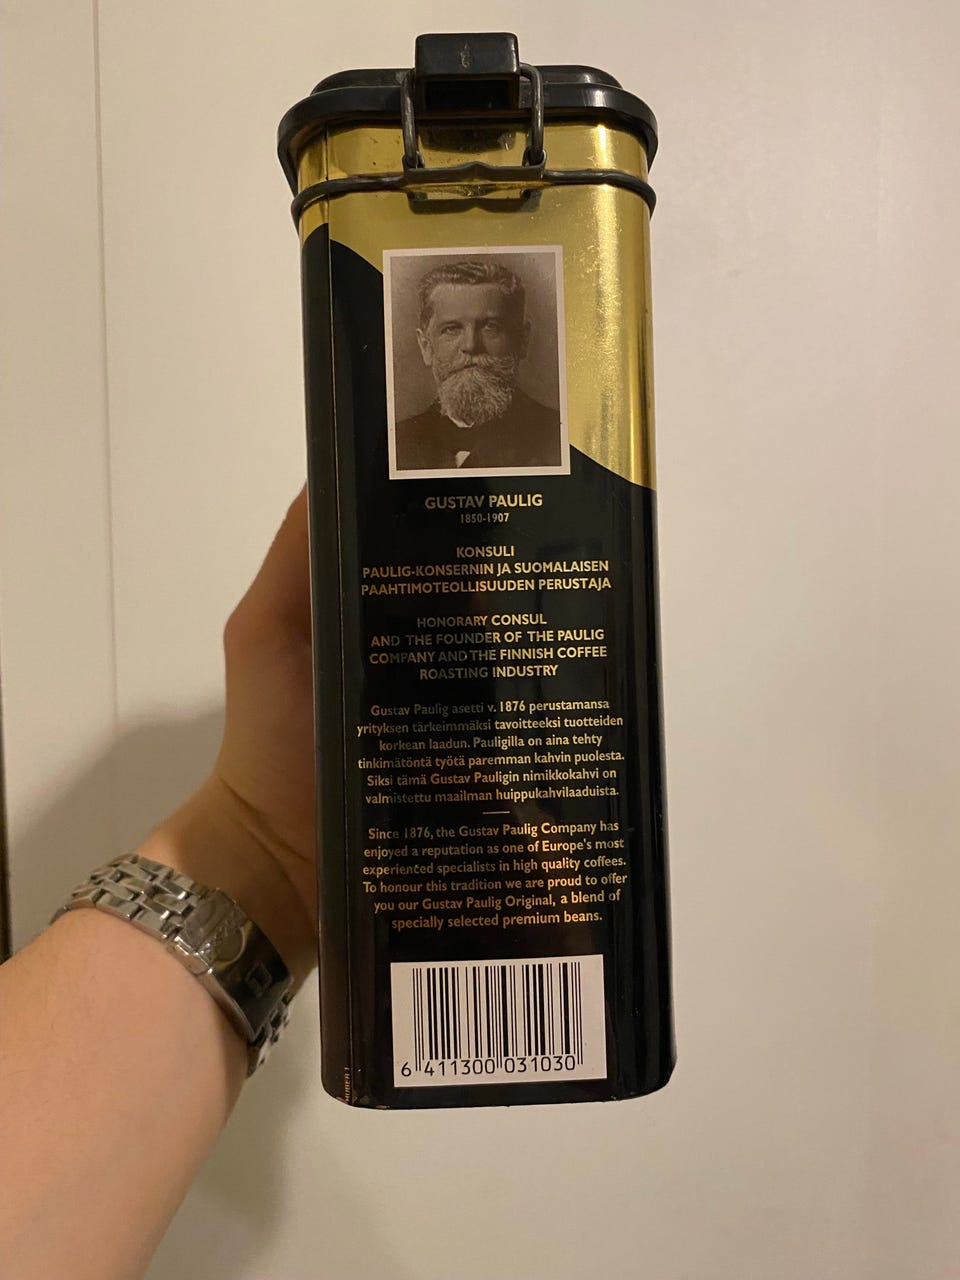 GUSTAV PAULIG
1850-1907
KONSULI
PAULIG-KONSERNIN JA SUOMALAISEN
PAAHTIMOTEOLLISUUDEN PERUSTAJA
HONORARY CONSUL
AND THE FOUNDER OF THE PAULIG
COMPANY AND THE FINNISH COFFEE
ROASTING INDUSTRY
Gustav Paulig asetti v. 1876 perustamansa
yrityksen tärkeimmäksi tavoitteeksi tuotteiden
korkean laadun. Pauligilla on aina tehty
tinkimätöntä työtä paremman kahvin puolesta.
Siksi tämä Gustav Pauligin nimikkokahvi on
valmistettu maailman huippukahvilaaduista.
Since 1876, the Gustav Paulig Company has
enjoyed a reputation as one of Europe's most
experienced specialists in high quality coffees.
To honour this tradition we are proud to offer
you our Gustav Paulig Original, a blend of
specially selected premium beans.
6 411300 031030